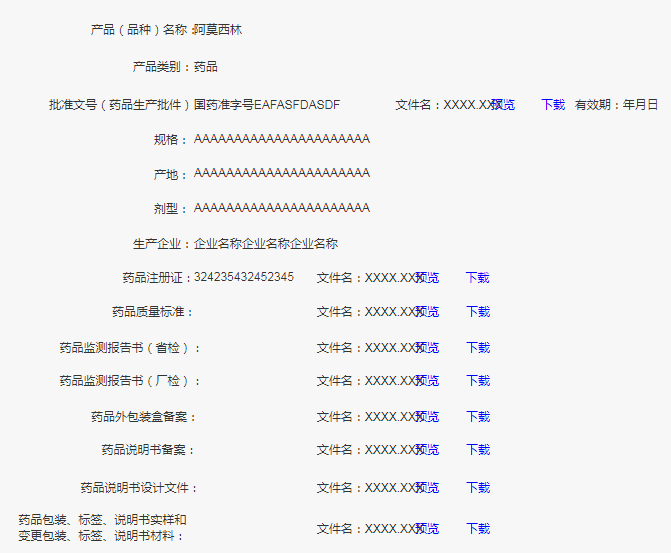 产品（品种）名称：阿莫西林
产品类别：药品
批准文号（药品生产批件）国药准字号EAFASFDASDF 文件名：XXXX.XXX预览 下载 有效期：年月日
规格： AAAAAAAAAAAAAAAAAAAAAA
产地： AAAAAAAAAAAAAAAAAAAAAA
剂型： AAAAAAAAAAAAAAAAAAAAAA
生产企业：企业名称企业名称企业名称
药品注册证：324235432452345 文件名：XXXX.XXX预览 下载
药品质量标准： 文件名：XXXX.XXX预览 下载
药品监测报告书（省检）： 文件名：XXXX.XXX预览 下载
药品监测报告书（厂检）： 文件名：XXXX.XXX预览 下载
药品外包装盒备案： 文件名：XXXX.XXX预览 下载
药品说明书备案： 文件名：XXXX.XXX预览 下载
药品说明书设计文件： 文件名：XXXX.XXX预览 下载
药品包装、标签、说明书实样和
变更包装、标签、说明书材料： 文件名：XXXX.XXX预览 下载